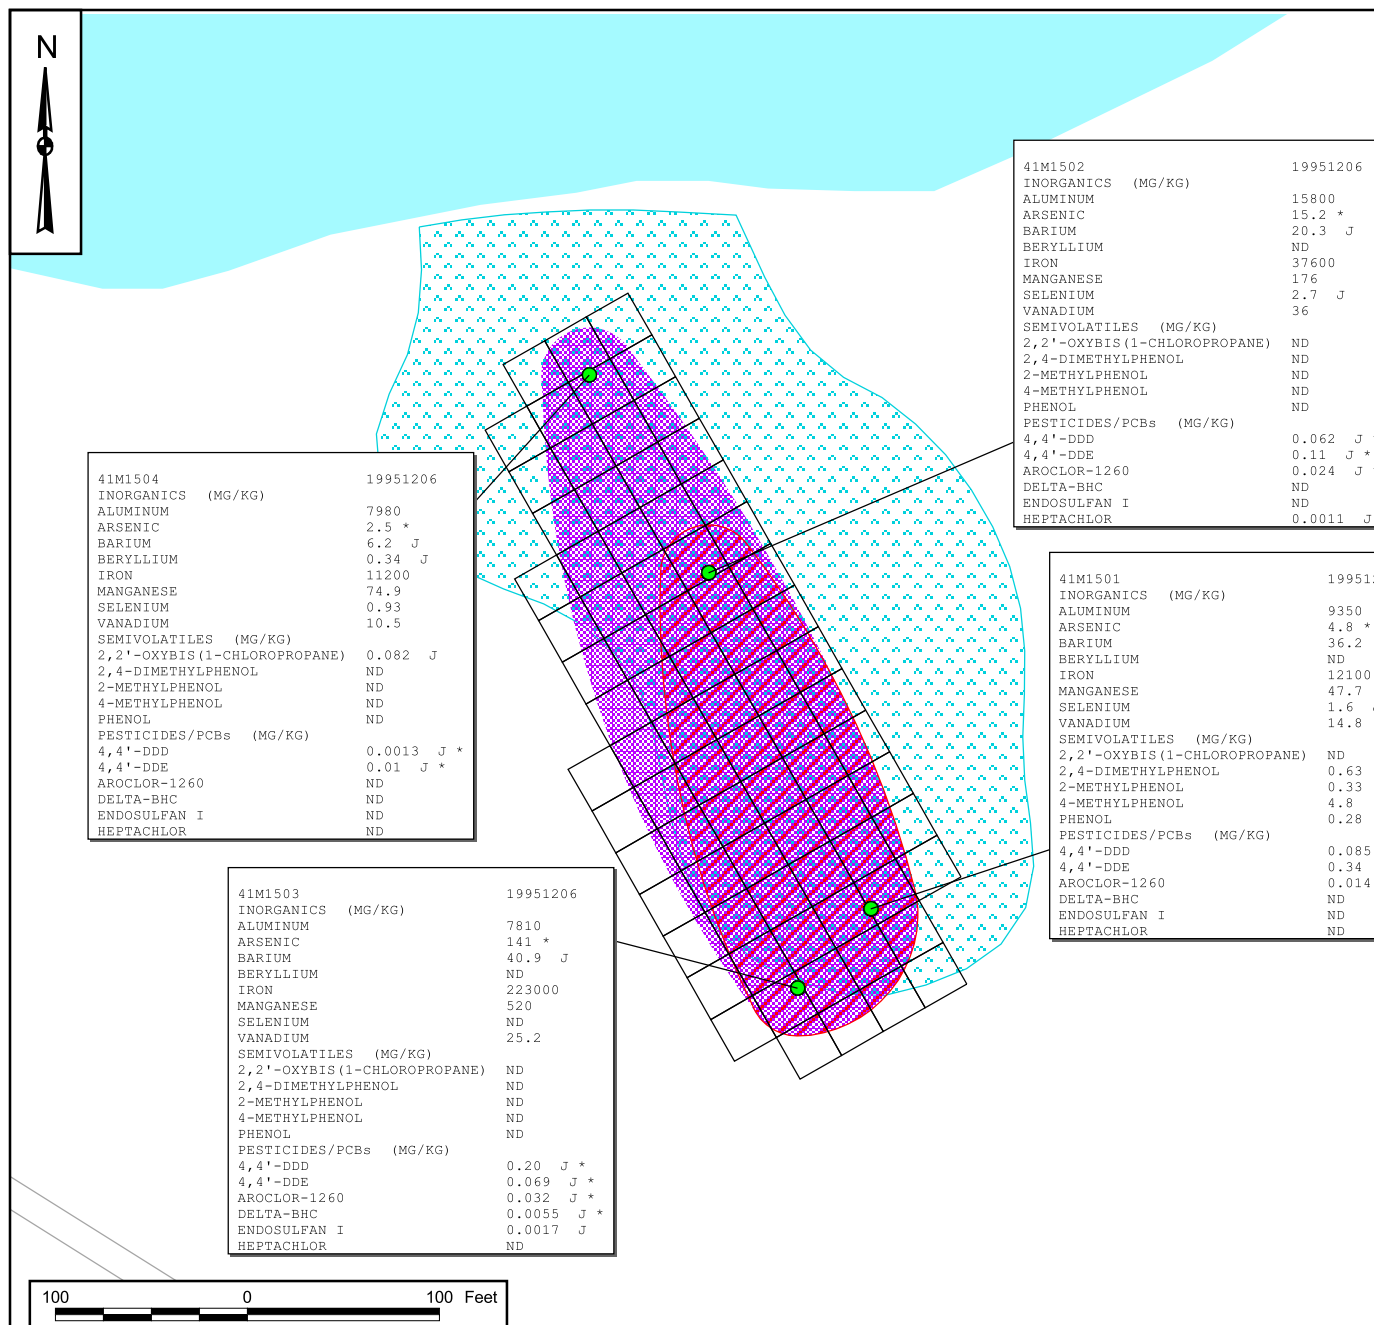 N
41M1502 19951206
INORGANICS (MG/KG)
ALUMINUM 15800
ARSENIC 15.2 *
BARIUM 20.3 J
BERYLLIUM ND
IRON 37600
MANGANESE 176
SELENIUM 2.7 J
VANADIUM 36
SEMIVOLATILES (MG/KG)
2,2'-OXYBIS(1-CHLOROPROPANE) ND
2,4-DIMETHYLPHENOL ND
2-METHYLPHENOL ND
4-METHYLPHENOL ND
PHENOL ND
PESTICIDES/PCBs (MG/KG)
4,4'-DDD 0.062 J
4,4'-DDE 0.11 J *
AROCLOR-1260 0.024 J
DELTA-BHC ND
ENDOSULFAN I ND
HEPTACHLOR 0.0011 J
41M1504 19951206
INORGANICS (MG/KG)
ALUMINUM 7980
ARSENIC 2.5 *
BARIUM 6.2 J
BERYLLIUM 0.34 J
IRON 11200
MANGANESE 74.9
SELENIUM 0.93
VANADIUM 10.5
SEMIVOLATILES (MG/KG)
2,2'-OXYBIS(1-CHLOROPROPANE) 0.082 J
2,4-DIMETHYLPHENOL ND
2-METHYLPHENOL ND
4-METHYLPHENOL ND
PHENOL ND
PESTICIDES/PCBs (MG/KG)
4,4'-DDD 0.0013 J *
4,4'-DDE 0.01 J *
AROCLOR-1260 ND
DELTA-BHC ND
ENDOSULFAN I ND
HEPTACHLOR ND
41M1501 199512
INORGANICS (MG/KG)
ALUMINUM 9350
ARSENIC 4.8 *
BARIUM 36.2
BERYLLIUM ND
IRON 12100
MANGANESE 47.7
SELENIUM 1.6
VANADIUM 14.8
SEMIVOLATILES (MG/KG)
2,2'-OXYBIS(1-CHLOROPROPANE) ND
2,4-DIMETHYLPHENOL 0.63
2-METHYLPHENOL 0.33
4-METHYLPHENOL 4.8
PHENOL 0.28
PESTICIDES/PCBs (MG/KG)
4,4'-DDD 0.085
4,4'-DDE 0.34
AROCLOR-1260 0.014
DELTA-BHC ND
ENDOSULFAN I ND
HEPTACHLOR ND
41M1503 19951206
INORGANICS (MG/KG)
ALUMINUM 7810
ARSENIC 141 *
BARIUM 40.9 J
BERYLLIUM ND
IRON 223000
MANGANESE 520
SELENIUM ND
VANADIUM 25.2
SEMIVOLATILES (MG/KG)
2,2'-OXYBIS(1-CHLOROPROPANE) ND
2,4-DIMETHYLPHENOL ND
2-METHYLPHENOL ND
4-METHYLPHENOL ND
PHENOL ND
PESTICIDES/PCBs (MG/KG)
4,4'-DDD 0.20 J *
4,4'-DDE 0.069 J *
AROCLOR-1260 0.032 J *
DELTA-BHC 0.0055 J *
ENDOSULFAN I 0.0017 J
HEPTACHLOR ND
100 0 100 Feet